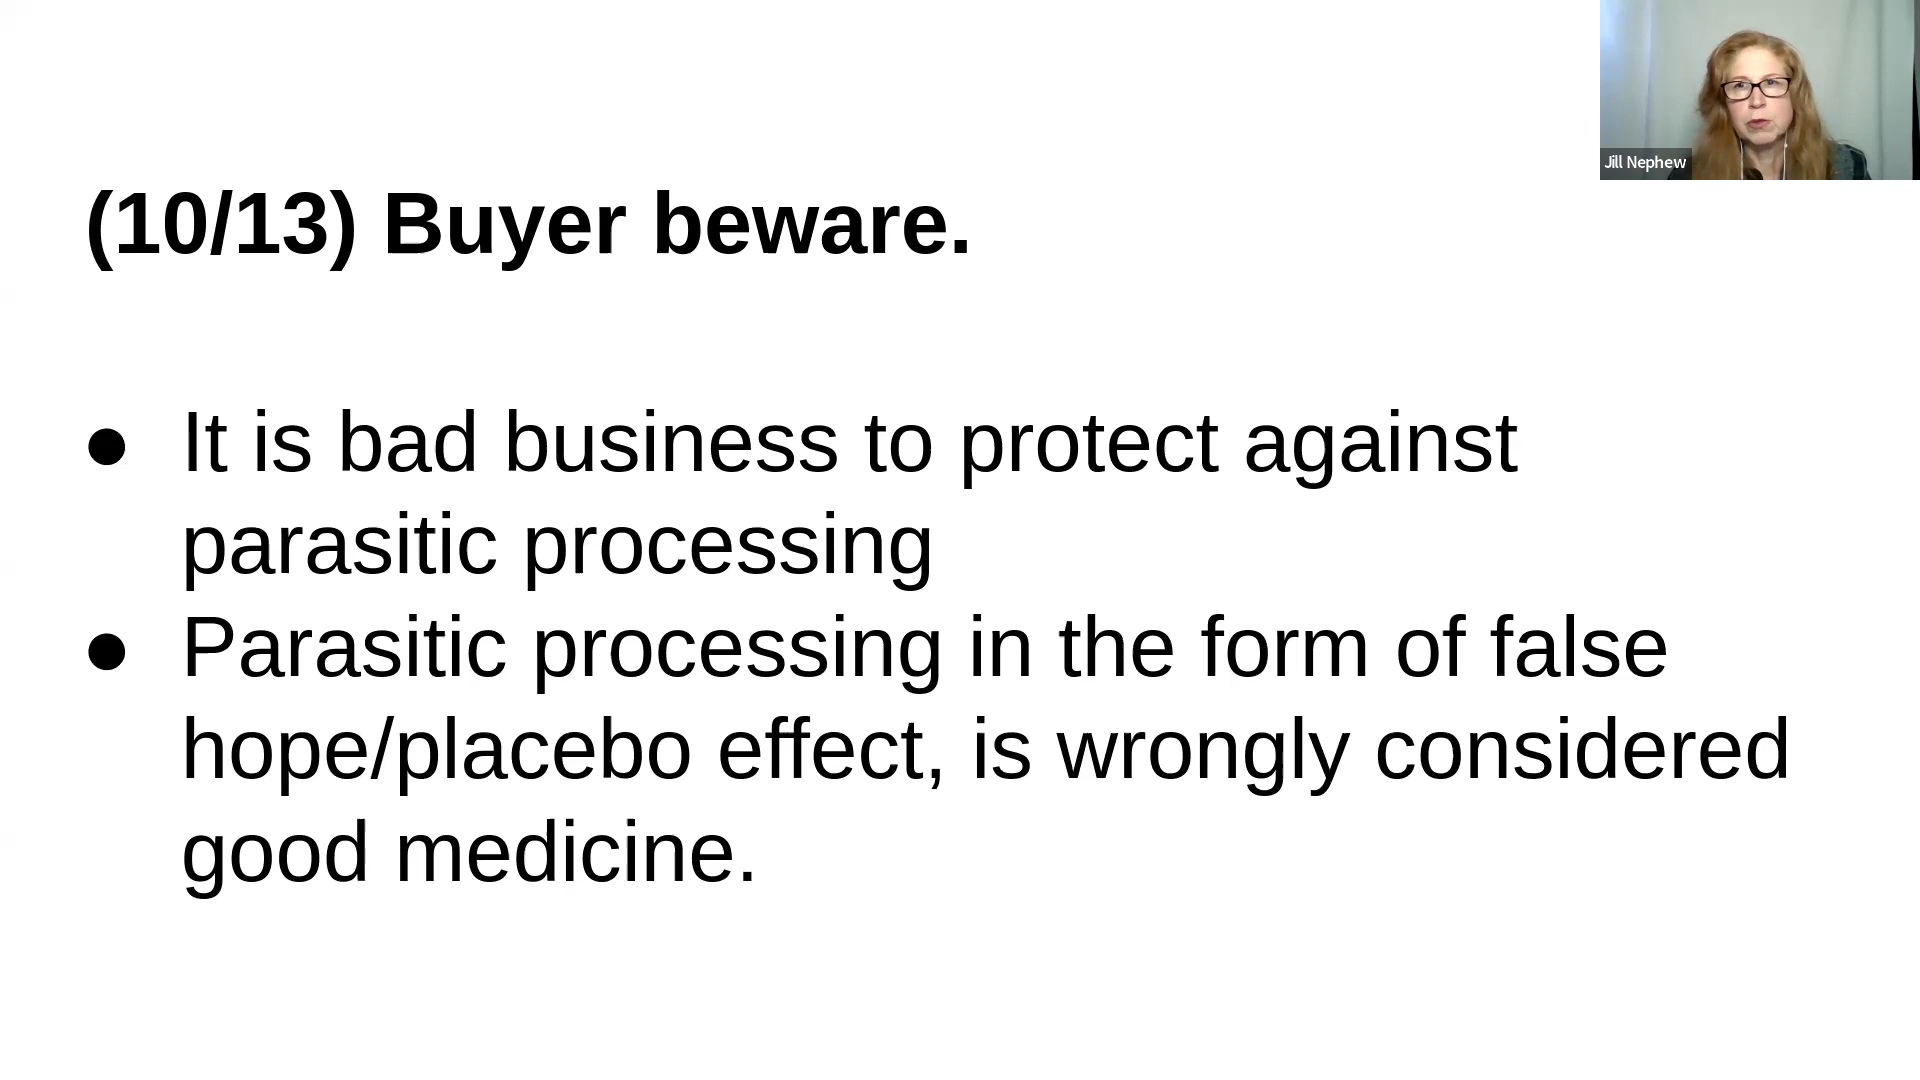 Jill Nephew
(10/13) Buyer beware.
● It is bad business to protect against
parasitic processing
● Parasitic processing in the form of false
hope/placebo effect, is wrongly considered
good medicine.